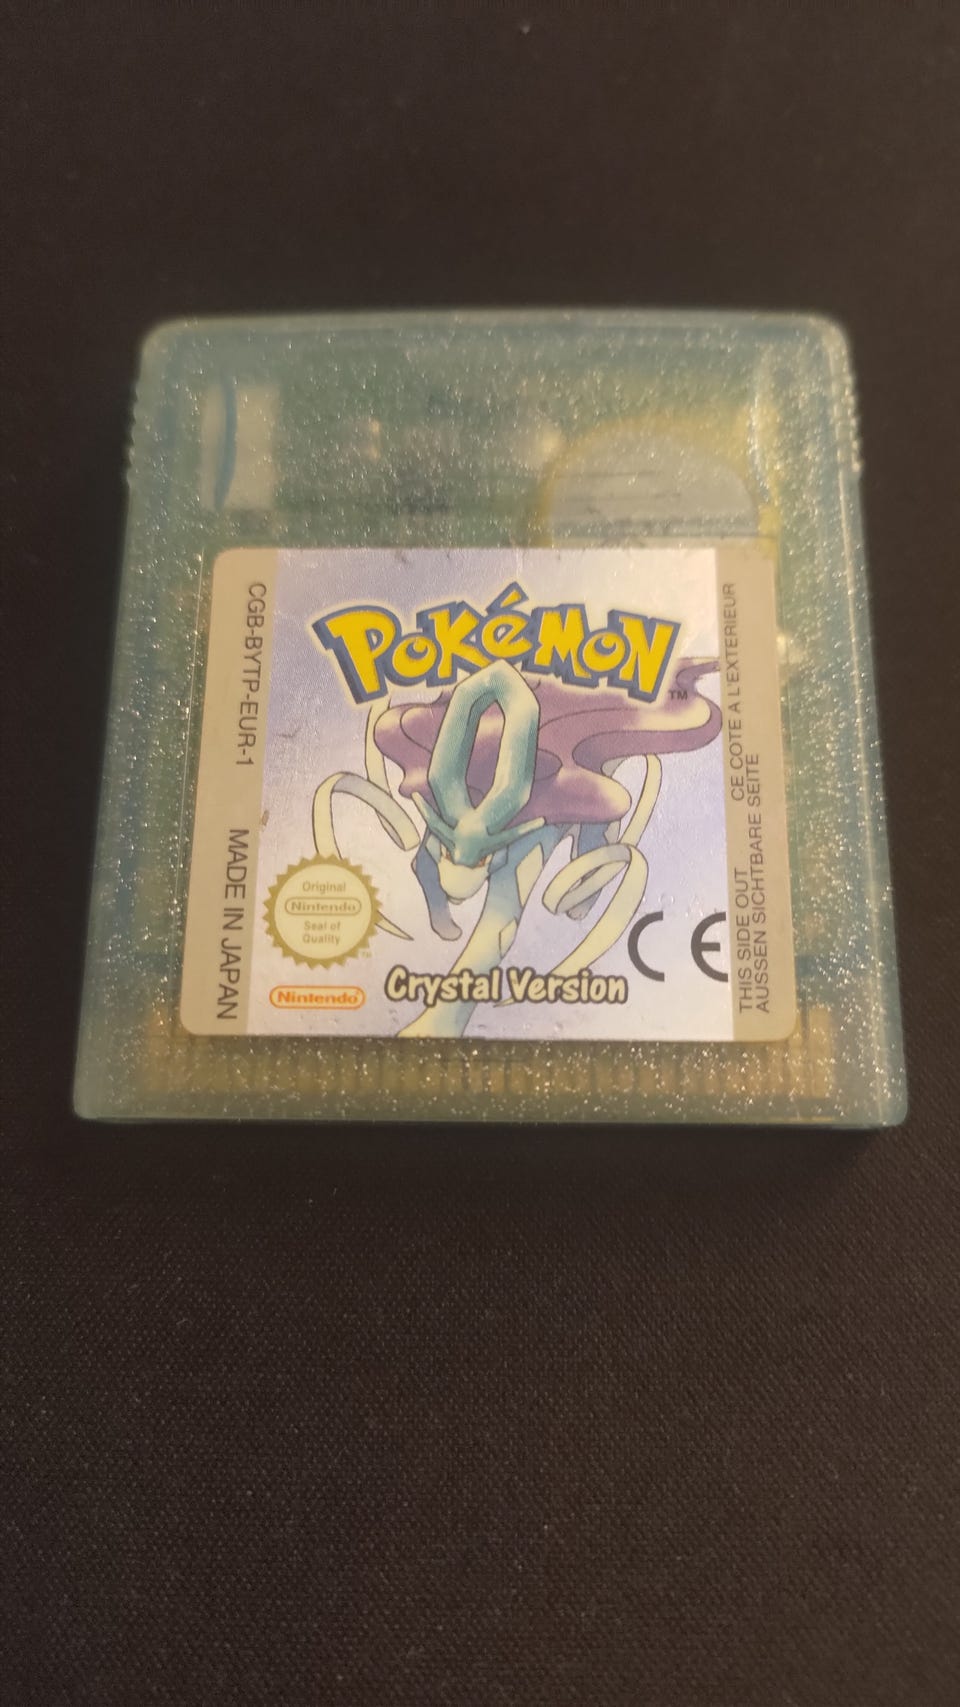 POKéMON
TM
CGB-BYTP-EUR-1
MADE IN JAPAN
Original
Nintendo
Seal of
Quality
TM
Nintendo
Crystal Version
CE
THIS SIDE OUT CE COTE A L'EXTERIEUR
AUSSEN SICHTBARE SEITE